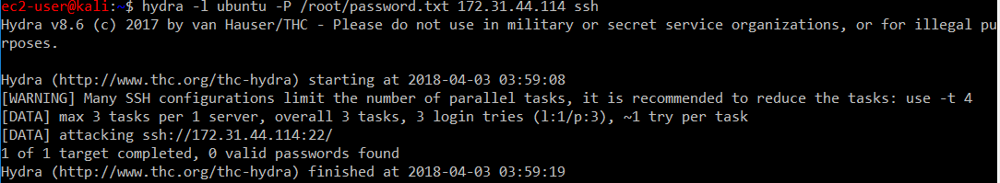 ec2-user@kali:~$ hydra -l ubuntu -P /root/password.txt 172.31.44.114 ssh
Hydra v8.6 (c) 2017 by van Hauser/THC - Please do not use in military or secret service organizations, or for illegal pu
rposes.

Hydra (http://www.thc.org/thc-hydra) starting at 2018-04-03 03:59:08
[WARNING] Many SSH configurations limit the number of parallel tasks, it is recommended to reduce the tasks: use -t 4
[DATA] max 3 tasks per 1 server, overall 3 tasks, 3 login tries (l:1/p:3), ~1 try per task
[DATA] attacking ssh://172.31.44.114:22/
1 of 1 target completed, 0 valid passwords found
Hydra (http://www.thc.org/thc-hydra) finished at 2018-04-03 03:59:19